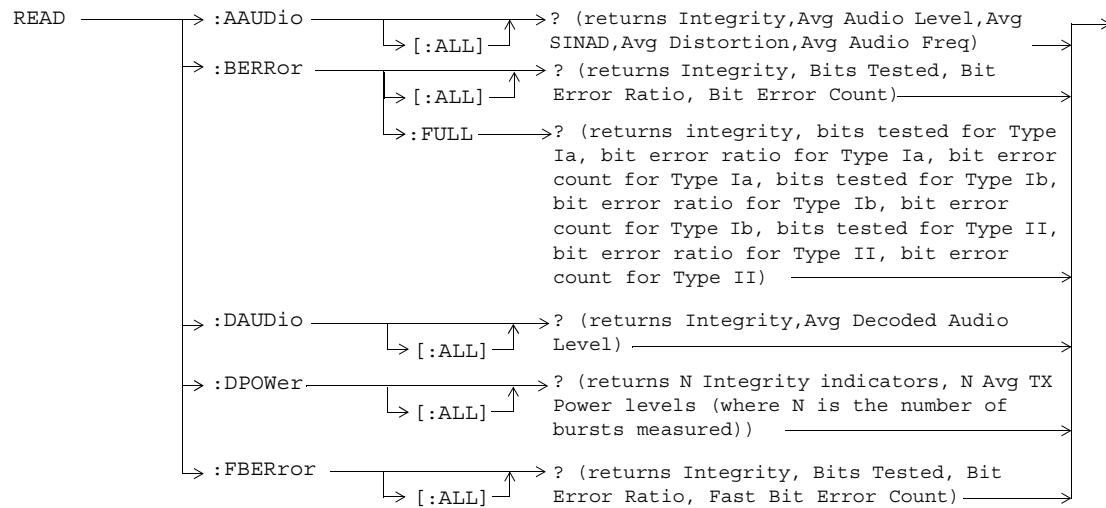 READ :AAUDio ? (returns Integrity,Avg Audio Level,Avg
[:ALL] SINAD,Avg Distortion,Avg Audio Freq)
:BERRor ? (returns Integrity, Bits Tested, Bit
[:ALL] Error Ratio, Bit Error Count)
:FULL ? (returns integrity, bits tested for Type
Ia, bit error ratio for Type Ia, bit error
count for Type Ia, bits tested for Type Ib,
bit error ratio for Type Ib, bit error
count for Type Ib, bits tested for Type II,
bit error ratio for Type II, bit error
count for Type II)
:DAUDio ? (returns Integrity,Avg Decoded Audio
[:ALL] Level)
:DPOWer ? (returns N Integrity indicators, N Avg TX
[:ALL] Power levels (where N is the number of
bursts measured))
:FBERror ? (returns Integrity, Bits Tested, Bit
[:ALL] Error Ratio, Fast Bit Error Count)